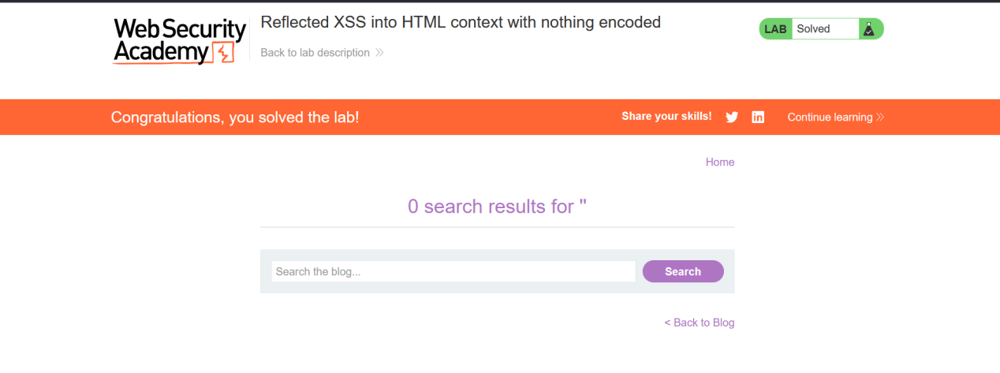 WebSecurity
Academy
Reflected XSS into HTML context with nothing encoded
Back to lab description
LAB Solved
Congratulations, you solved the lab!
Share your skills!
Continue learning
Home
0 search results for ''
Search the blog...
Search
< Back to Blog